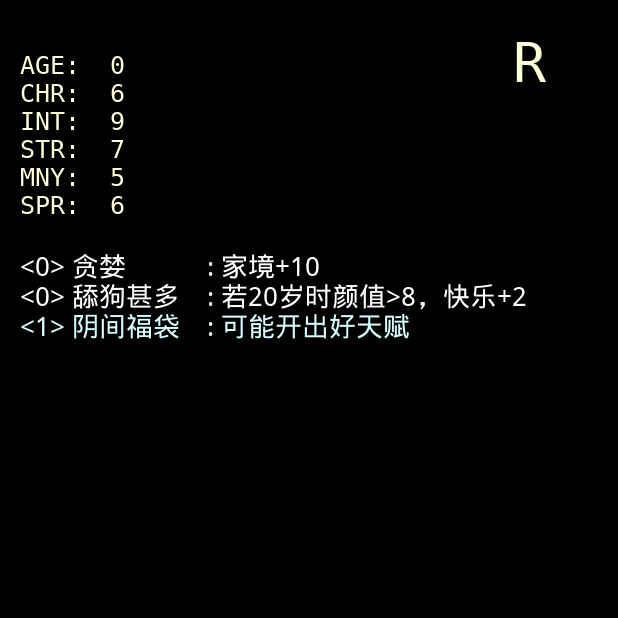 R
AGE: 0
CHR: 6
INT: 9
STR: 7
MNY: 5
SPR: 6
<0> 贪婪 : 家境+10
<0> 舔狗甚多 : 若20岁时颜值>8，快乐+2
<1> 阴间福袋 : 可能开出好天赋